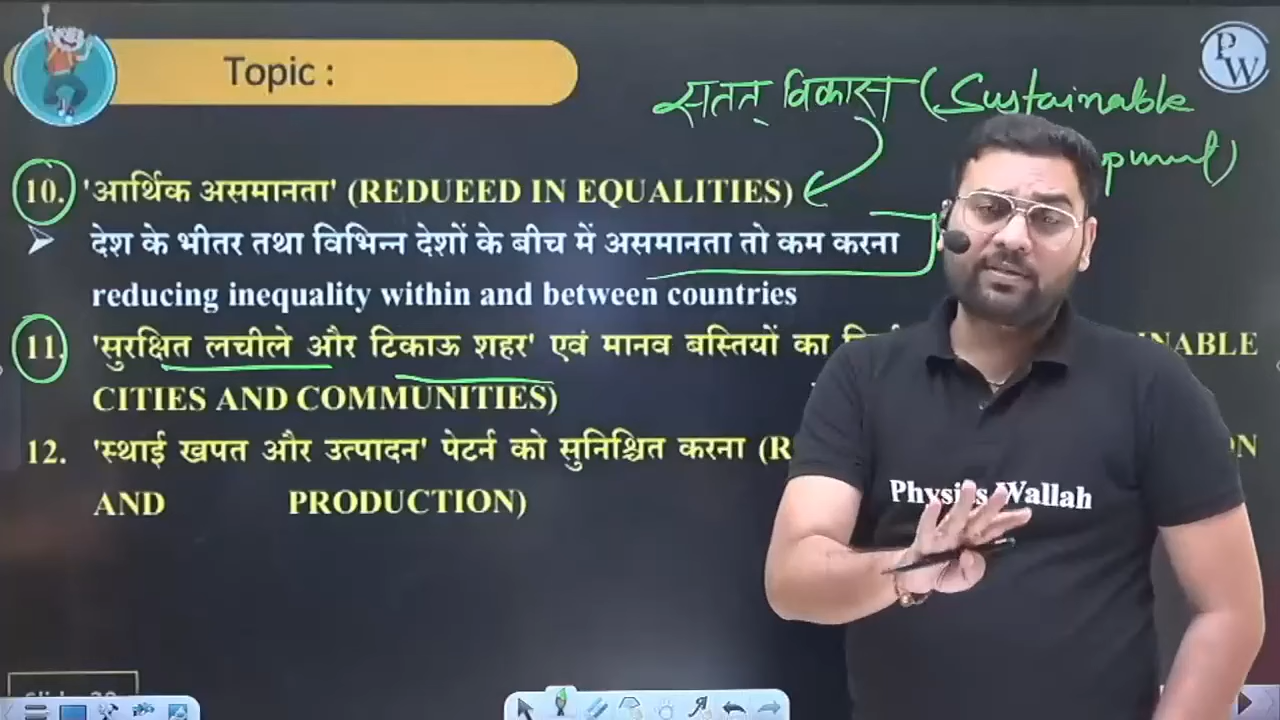 Topic :
PW
सतत् विकास (Sustainable
10. 'आर्थिक असमानता' (REDUEED IN EQUALITIES)
➢ देश के भीतर तथा विभिन्न देशों के बीच में असमानता तो कम करना
reducing inequality within and between countries
11. 'सुरक्षित लचीले और टिकाऊ शहर' एवं मानव बस्तियों का
CITIES AND COMMUNITIES)
12. 'स्थाई खपत और उत्पादन' पेटर्न को सुनिश्चित करना
AND PRODUCTION)
Physics Wallah